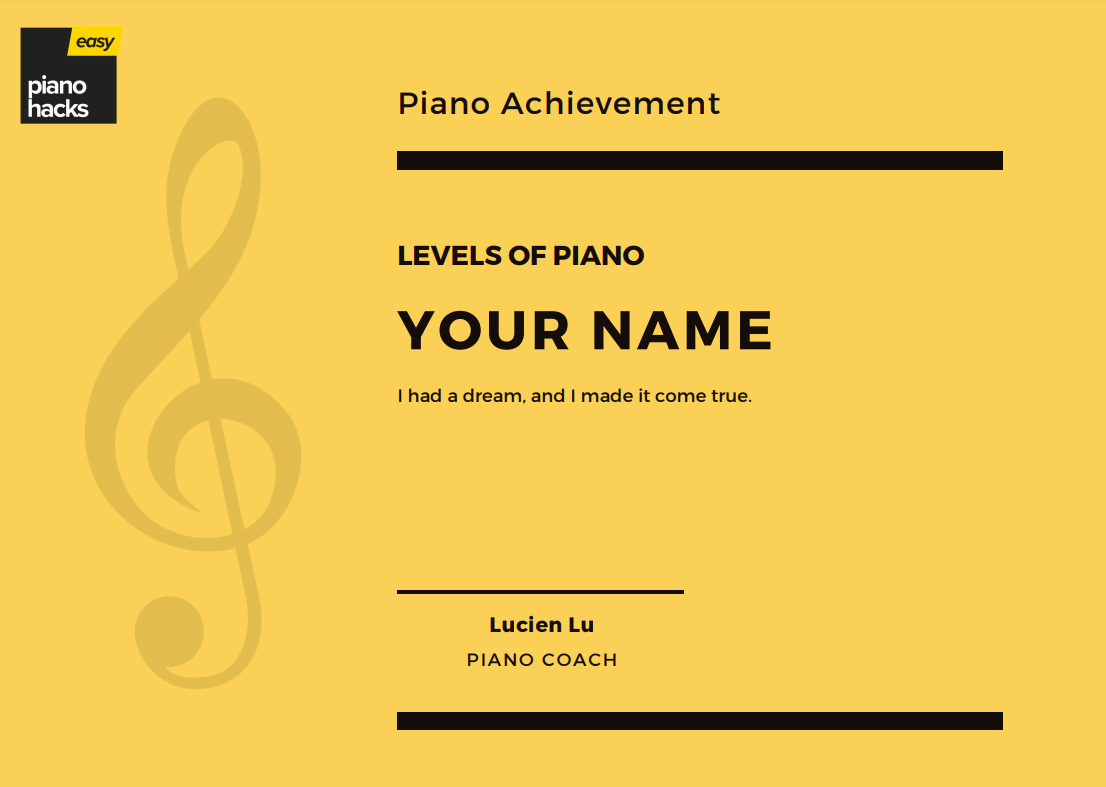 easy
piano
hacks
Piano Achievement
LEVELS OF PIANO
YOUR NAME
I had a dream, and I made it come true.
Lucien Lu
PIANO COACH